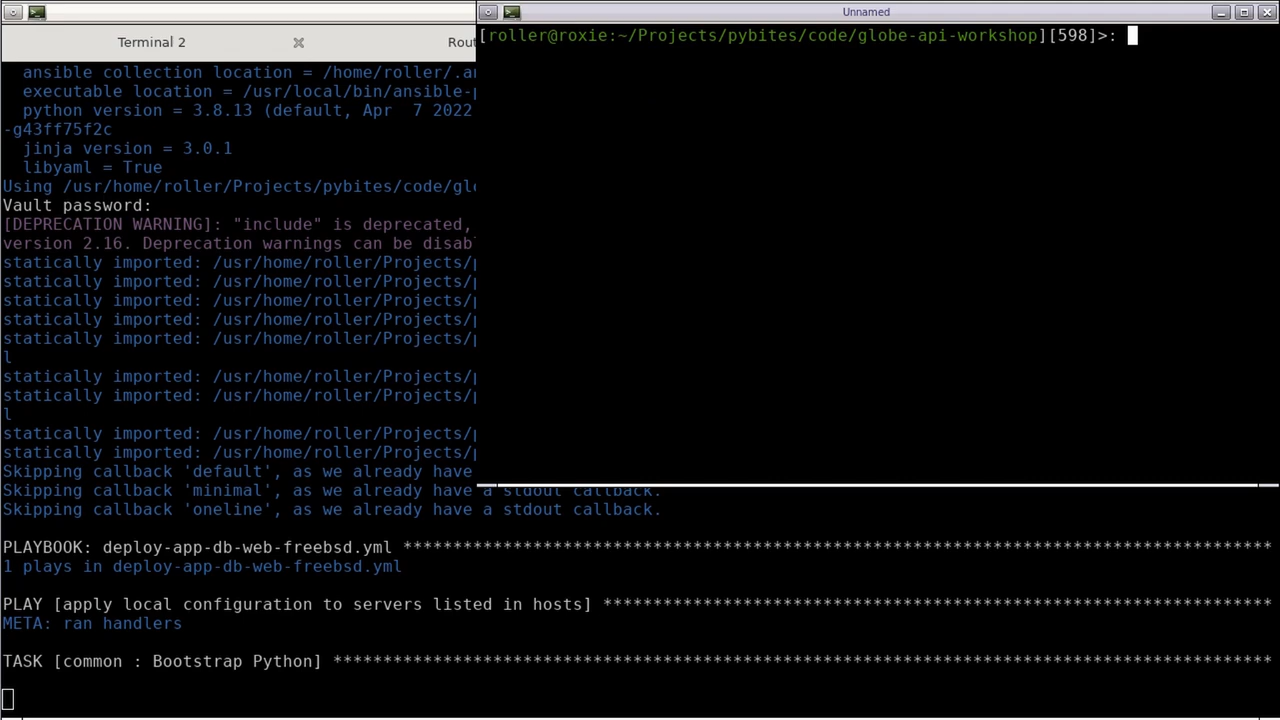 Unnamed
[roller@roxie:~/Projects/pybites/code/globe-api-workshop][598]>:
Terminal 2
Rout
ansible collection location = /home/roller/.an
executable location = /usr/local/bin/ansible-p
python version = 3.8.13 (default, Apr  7 2022
-g43ff75f2c
jinja version = 3.0.1
libyaml = True
Using /usr/home/roller/Projects/pybites/code/glo
Vault password:
[DEPRECATION WARNING]: "include" is deprecated,
version 2.16. Deprecation warnings can be disab
statically imported: /usr/home/roller/Projects/p
statically imported: /usr/home/roller/Projects/p
statically imported: /usr/home/roller/Projects/p
statically imported: /usr/home/roller/Projects/p
statically imported: /usr/home/roller/Projects/p
l
statically imported: /usr/home/roller/Projects/p
statically imported: /usr/home/roller/Projects/p
l
statically imported: /usr/home/roller/Projects/p
statically imported: /usr/home/roller/Projects/p
Skipping callback 'default', as we already have
Skipping callback 'minimal', as we already have a stdout callback.
Skipping callback 'oneline', as we already have a stdout callback.
PLAYBOOK: deploy-app-db-web-freebsd.yml ***************************************************************************************
1 plays in deploy-app-db-web-freebsd.yml
PLAY [apply local configuration to servers listed in hosts] *******************************************************************
META: ran handlers
TASK [common : Bootstrap Python] **********************************************************************************************